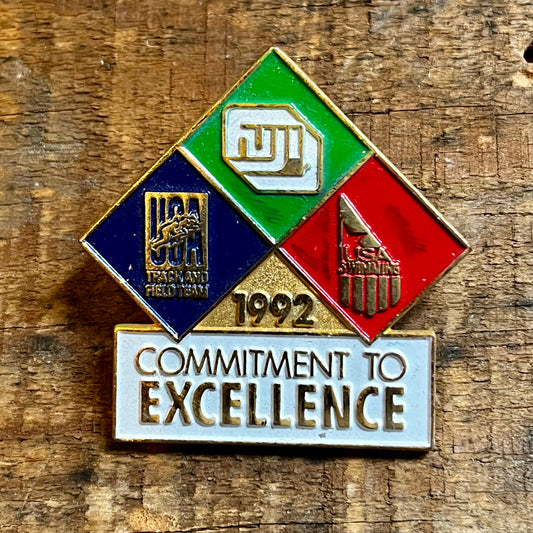 FUJI
USA
TRACK AND
FIELD TEAM
USA
SWIMMING
1992
COMMITMENT TO
EXCELLENCE